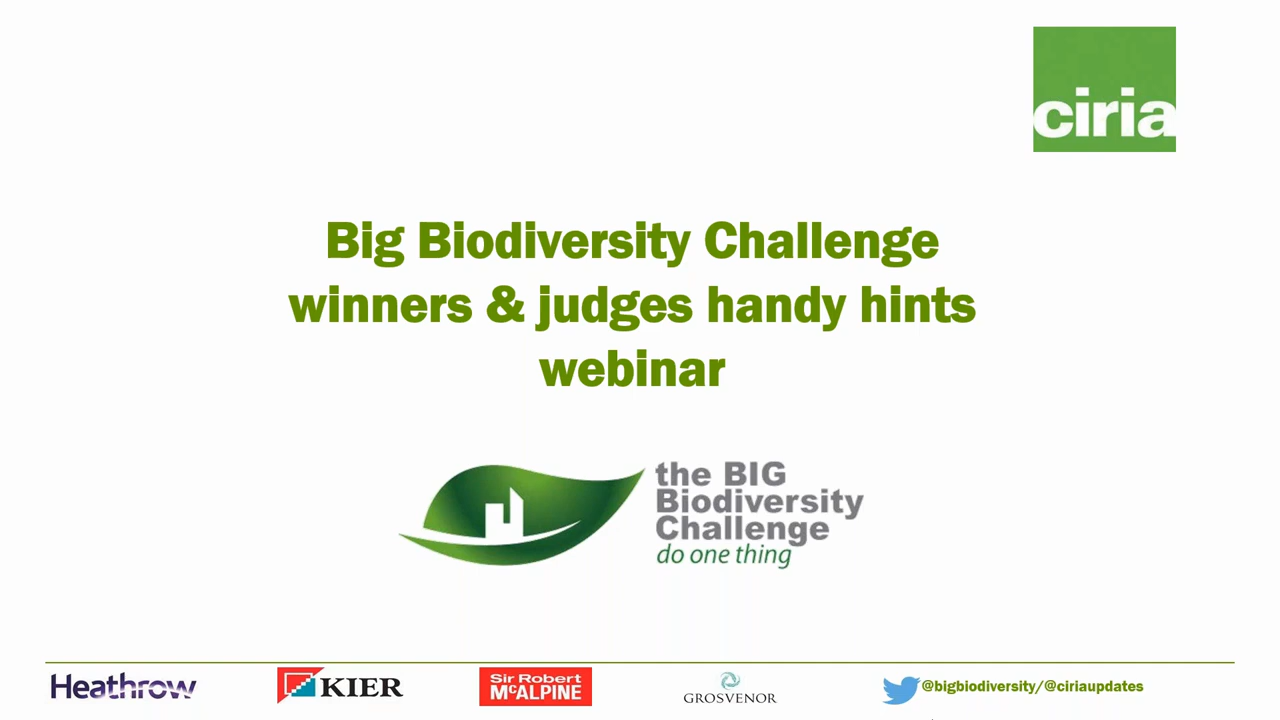 ciria
Big Biodiversity Challenge
winners & judges handy hints
webinar
the BIG
Biodiversity
Challenge
do one thing
Heathrow
KIER
Sir Robert
McALPINE
GROSVENOR
@bigbiodiversity/@ciriaupdates